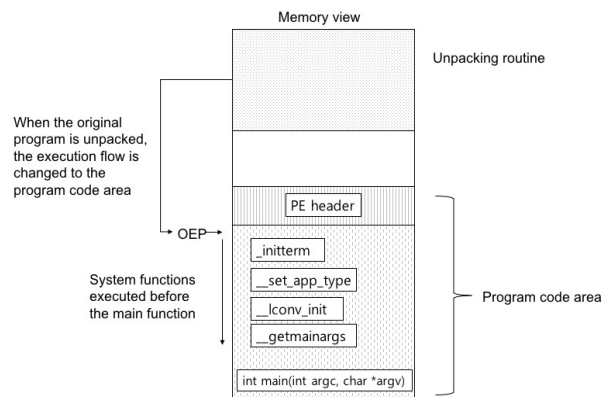 Memory view
Unpacking routine
When the original
program is unpacked,
the execution flow is
changed to the
program code area
PE header
OEP
_initterm
__set_app_type
__lconv_init
__getmainargs
System functions
executed before
the main function
Program code area
int main(int argc, char *argv)